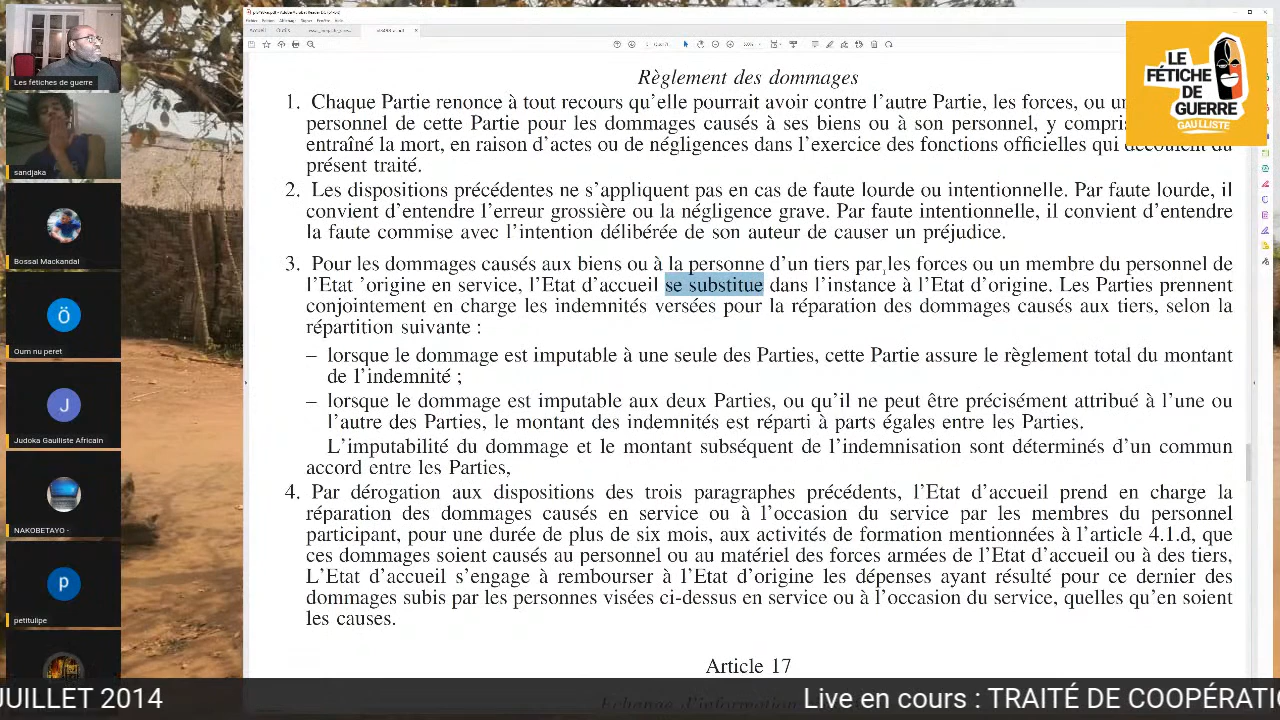 Règlement des dommages
1. Chaque Partie renonce à tout recours qu'elle pourrait avoir contre l'autre Partie, les forces, ou un
personnel de cette Partie pour les dommages causés à ses biens ou à son personnel, y compris
entraîné la mort, en raison d'actes ou de négligences dans l'exercice des fonctions officielles qui découlent du
présent traité.
2. Les dispositions précédentes ne s'appliquent pas en cas de faute lourde ou intentionnelle. Par faute lourde, il
convient d'entendre l'erreur grossière ou la négligence grave. Par faute intentionnelle, il convient d'entendre
la faute commise avec l'intention délibérée de son auteur de causer un préjudice.
3. Pour les dommages causés aux biens ou à la personne d'un tiers par les forces ou un membre du personnel de
l'Etat 'origine en service, l'Etat d'accueil se substitue dans l'instance à l'Etat d'origine. Les Parties prennent
conjointement en charge les indemnités versées pour la réparation des dommages causés aux tiers, selon la
répartition suivante :
– lorsque le dommage est imputable à une seule des Parties, cette Partie assure le règlement total du montant
de l'indemnité ;
– lorsque le dommage est imputable aux deux Parties, ou qu'il ne peut être précisément attribué à l'une ou
l'autre des Parties, le montant des indemnités est réparti à parts égales entre les Parties.
L'imputabilité du dommage et le montant subséquent de l'indemnisation sont déterminés d'un commun
accord entre les Parties,
4. Par dérogation aux dispositions des trois paragraphes précédents, l'Etat d'accueil prend en charge la
réparation des dommages causés en service ou à l'occasion du service par les membres du personnel
participant, pour une durée de plus de six mois, aux activités de formation mentionnées à l'article 4.1.d, que
ces dommages soient causés au personnel ou au matériel des forces armées de l'Etat d'accueil ou à des tiers,
L'Etat d'accueil s'engage à rembourser à l'Etat d'origine les dépenses ayant résulté pour ce dernier des
dommages subis par les personnes visées ci-dessus en service ou à l'occasion du service, quelles qu'en soient
les causes.
Article 17
Echange d'informations
LE
FÉTICHE
DE
GUERRE
GAULLISTE
Les fétiches de guerre
sandjaka
Bossal Mackandal
ö
Oum nu peret
J
Judoka Gaulliste Africain
NAKOBETAYO -
p
petitulipe
JUILLET 2014
Live en cours : TRAITÉ DE COOPÉRATI